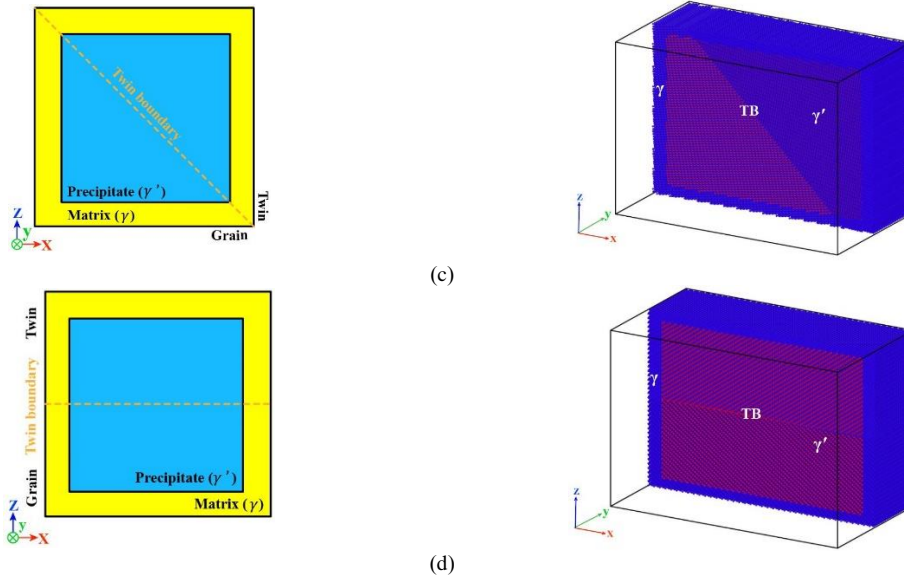 Twin boundary
Precipitate (γ')
Matrix (γ)
Twin
Grain
Z
y
X
γ
TB
γ'
z
y
x
(c)
Twin
Twin boundary
Grain
Precipitate (γ')
Matrix (γ)
Z
y
X
γ
TB
γ'
z
y
x
(d)